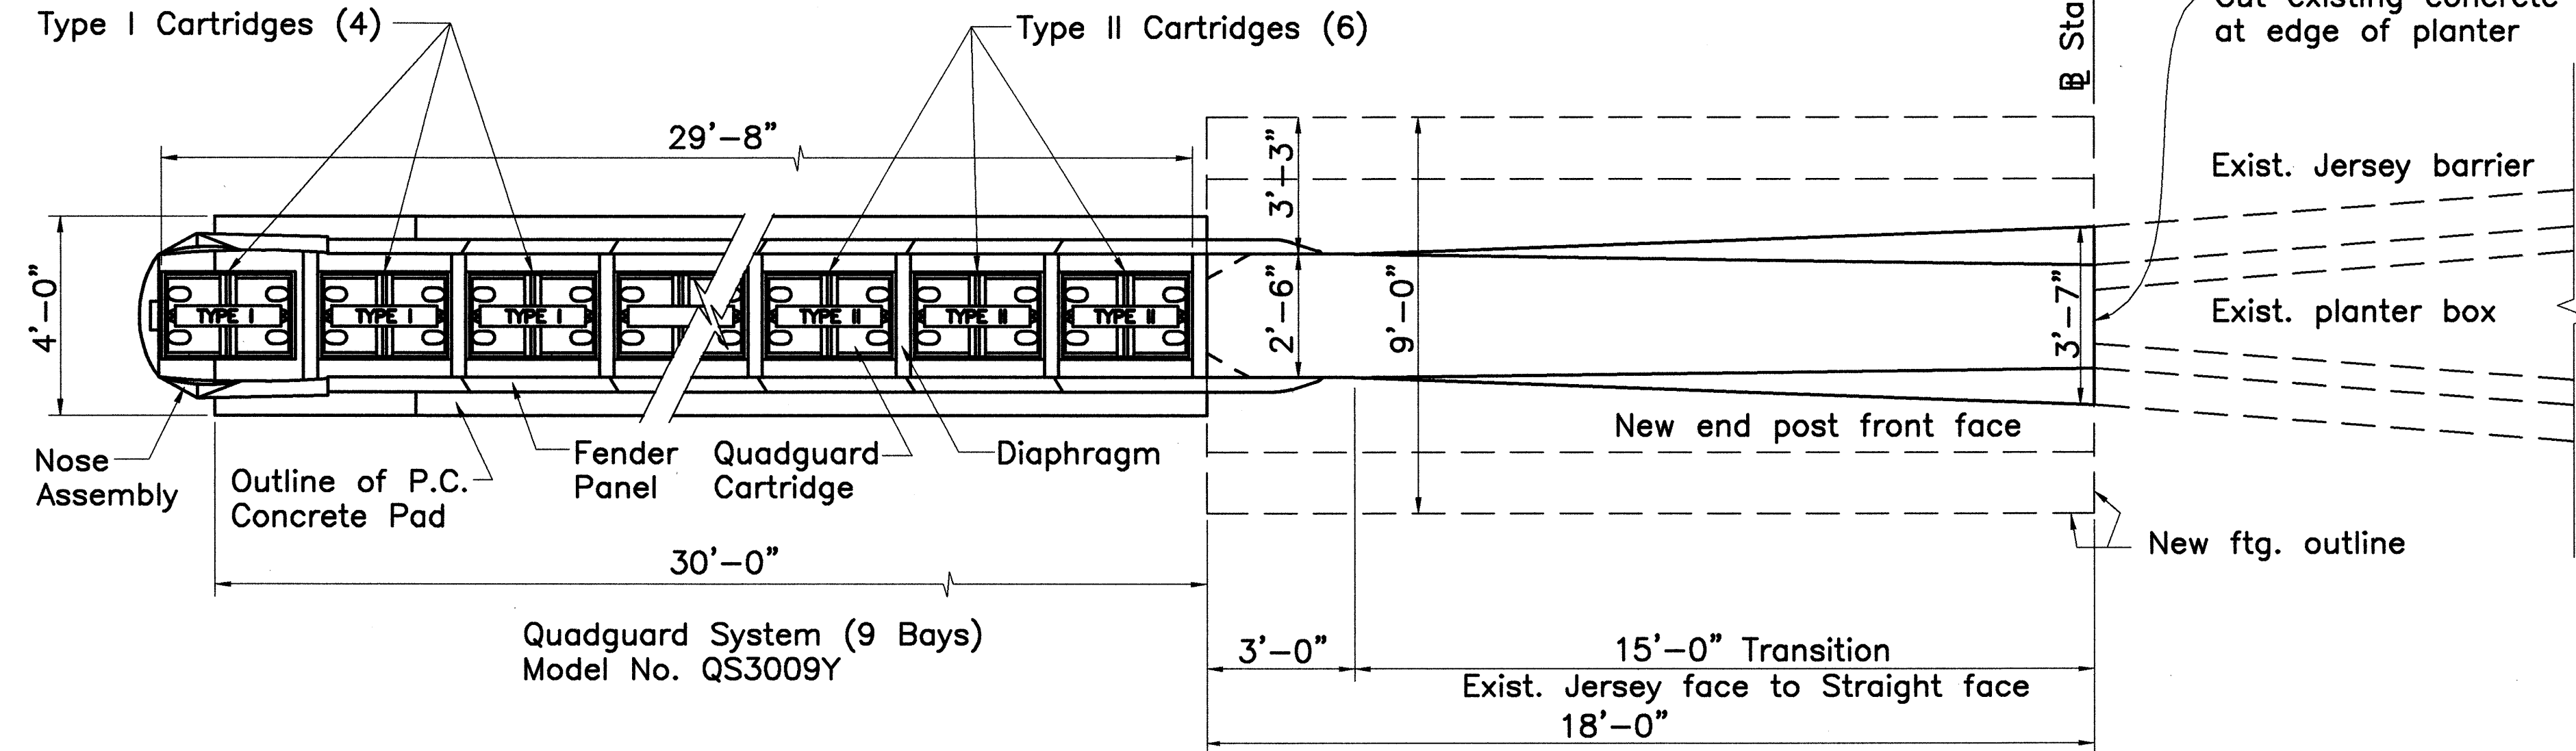 Type I Cartridges (4)
Type II Cartridges (6)
existing concrete
at edge of planter
BL Sta
29'-8"
3'-3"
Exist. Jersey barrier
4'-0"
TYPE I
TYPE I
TYPE I
TYPE II
TYPE II
TYPE II
2'-6"
9'-0"
3'-7"
Exist. planter box
New end post front face
Nose
Assembly
Outline of P.C.
Concrete Pad
Fender
Panel
Quadguard
Cartridge
Diaphragm
New ftg. outline
30'-0"
Quadguard System (9 Bays)
Model No. QS3009Y
3'-0"
15'-0" Transition
Exist. Jersey face to Straight face
18'-0"